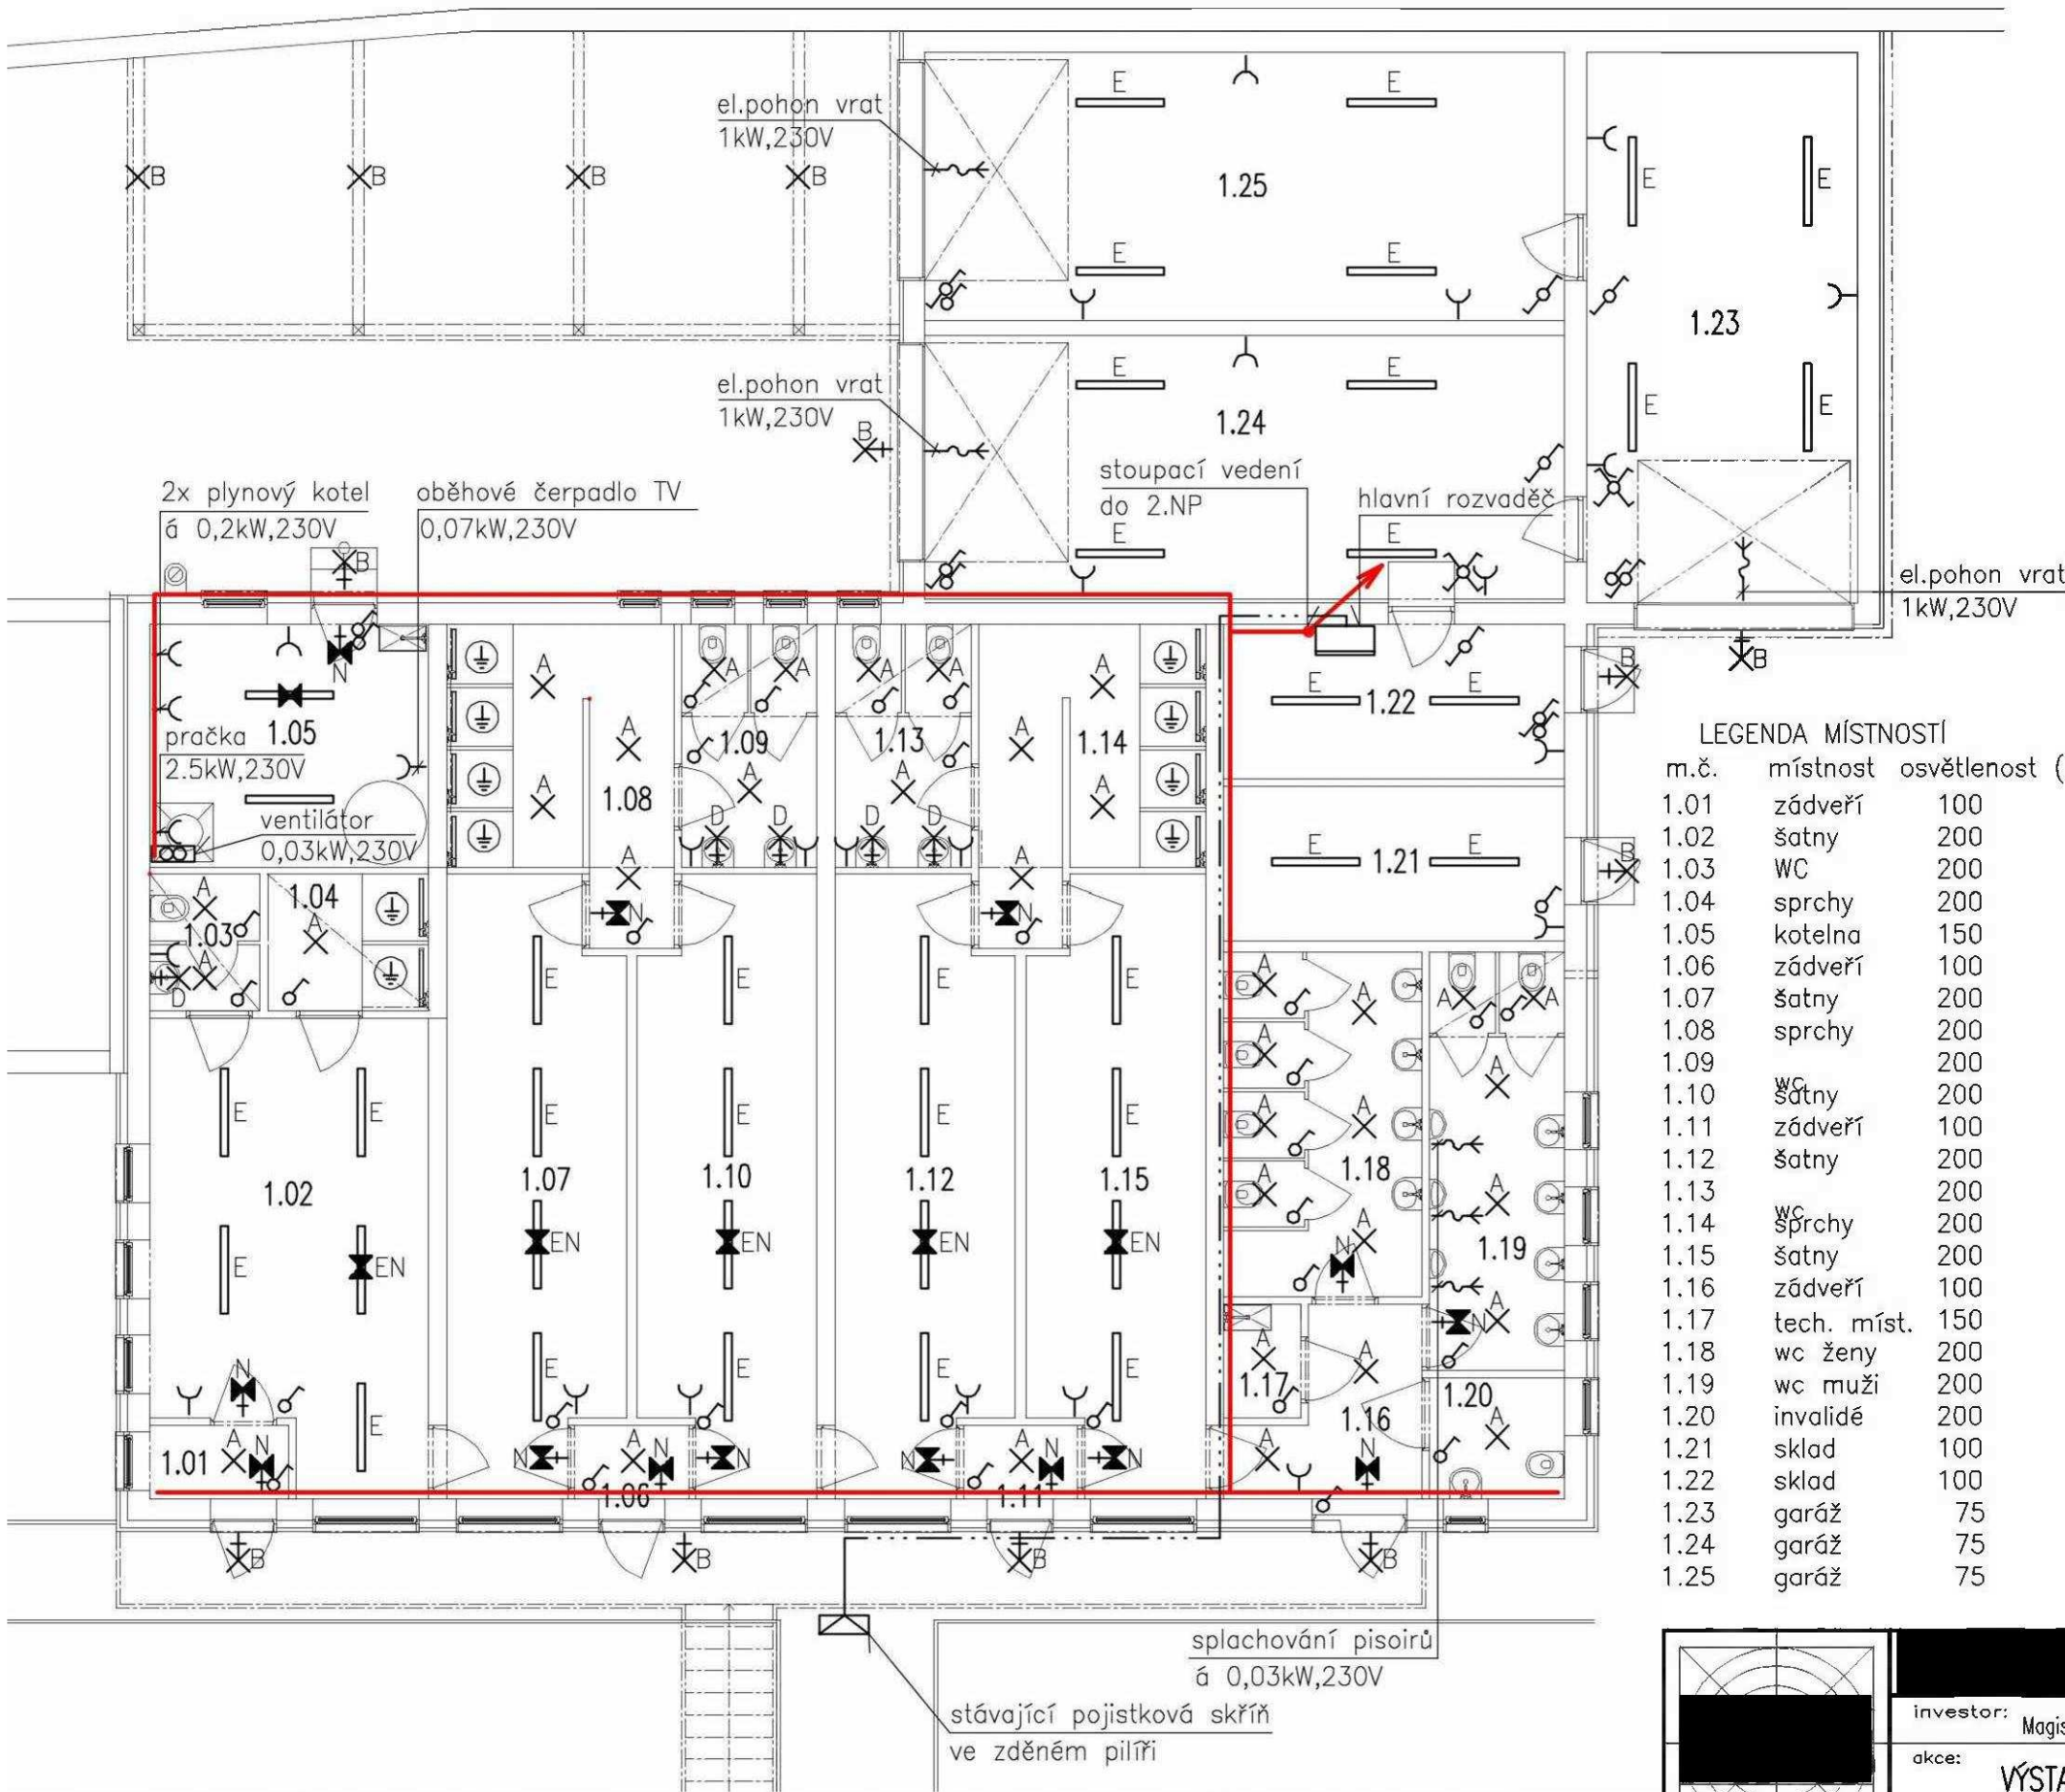 el.pohon vrat
1kW,230V
E E
1.25
E E
E E
1.23
E E
B B B B
el.pohon vrat
1kW,230V
B
E E
1.24
stoupací vedení
do 2.NP
hlavní rozvaděč
E E
2x plynový kotel
á 0,2kW,230V
oběhové čerpadlo TV
0,07kW,230V
B
el.pohon vrat
1kW,230V
B
N
1.05
pračka
2.5kW,230V
ventilátor
0,03kW,230V
A A
A A
1.08
A
A A
1.09
A
D D
A A
1.13
A
D D
A A
1.14
A
A
E 1.22 E
B
E 1.21 E
B
A
1.03
A
D
1.04
A
N N
E E E E
E E E E E E
1.02 1.07 1.10 1.12 1.15
EN EN EN EN
E EN
E E E E
E
N
1.01 A N
N A N N
1.06
N A N N
1.11
B B B B
A A
A A
A A
1.18
A A
N
A A
A
A
1.19
A
N
A
1.17
A
1.16
A
N
1.20
A
splachování pisoirů
á 0,03kW,230V
stávající pojistková skříň
ve zděném pilíři
LEGENDA MÍSTNOSTÍ
m.č. místnost osvětlenost (
1.01 zádveří 100
1.02 šatny 200
1.03 WC 200
1.04 sprchy 200
1.05 kotelna 150
1.06 zádveří 100
1.07 šatny 200
1.08 sprchy 200
1.09 wc 200
1.10 šatny 200
1.11 zádveří 100
1.12 šatny 200
1.13 wc 200
1.14 sprchy 200
1.15 šatny 200
1.16 zádveří 100
1.17 tech. míst. 150
1.18 wc ženy 200
1.19 wc muži 200
1.20 invalidé 200
1.21 sklad 100
1.22 sklad 100
1.23 garáž 75
1.24 garáž 75
1.25 garáž 75
investor: Magis
akce:
VÝSTA